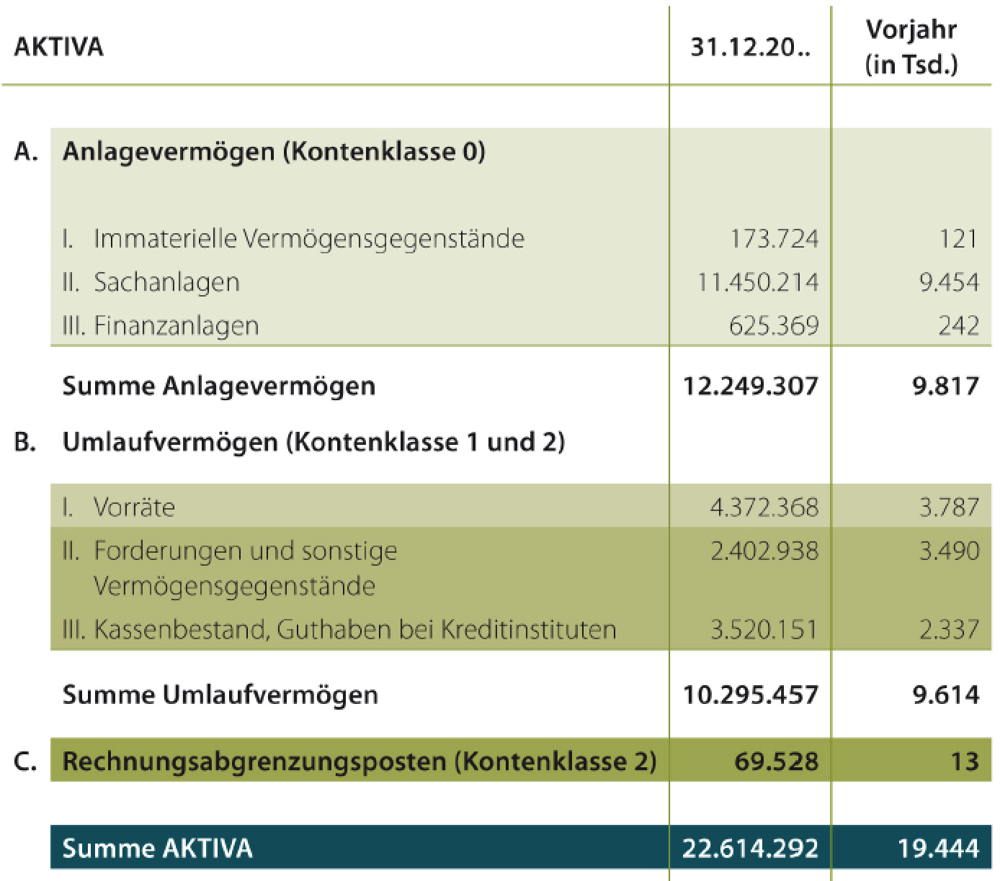 AKTIVA 31.12.20.. Vorjahr
(in Tsd.)
A. Anlagevermögen (Kontenklasse 0)
I. Immaterielle Vermögensgegenstände 173.724 121
II. Sachanlagen 11.450.214 9.454
III. Finanzanlagen 625.369 242
Summe Anlagevermögen 12.249.307 9.817
B. Umlaufvermögen (Kontenklasse 1 und 2)
I. Vorräte 4.372.368 3.787
II. Forderungen und sonstige 2.402.938 3.490
Vermögensgegenstände
III. Kassenbestand, Guthaben bei Kreditinstituten 3.520.151 2.337
Summe Umlaufvermögen 10.295.457 9.614
C. Rechnungsabgrenzungsposten (Kontenklasse 2) 69.528 13
Summe AKTIVA 22.614.292 19.444